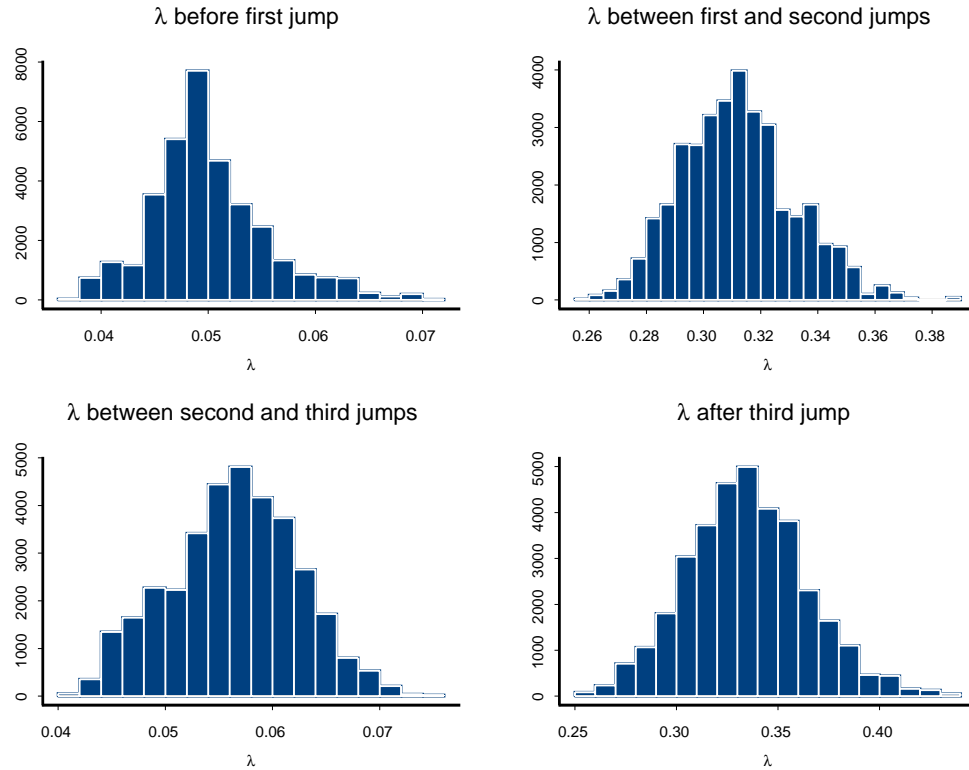 λ before first jump
8000
6000
4000
2000
0
0.04 0.05 0.06 0.07
λ
λ between first and second jumps
4000
3000
2000
1000
0
0.26 0.28 0.30 0.32 0.34 0.36 0.38
λ
λ between second and third jumps
5000
4000
3000
2000
1000
0
0.04 0.05 0.06 0.07
λ
λ after third jump
5000
4000
3000
2000
1000
0
0.25 0.30 0.35 0.40
λ